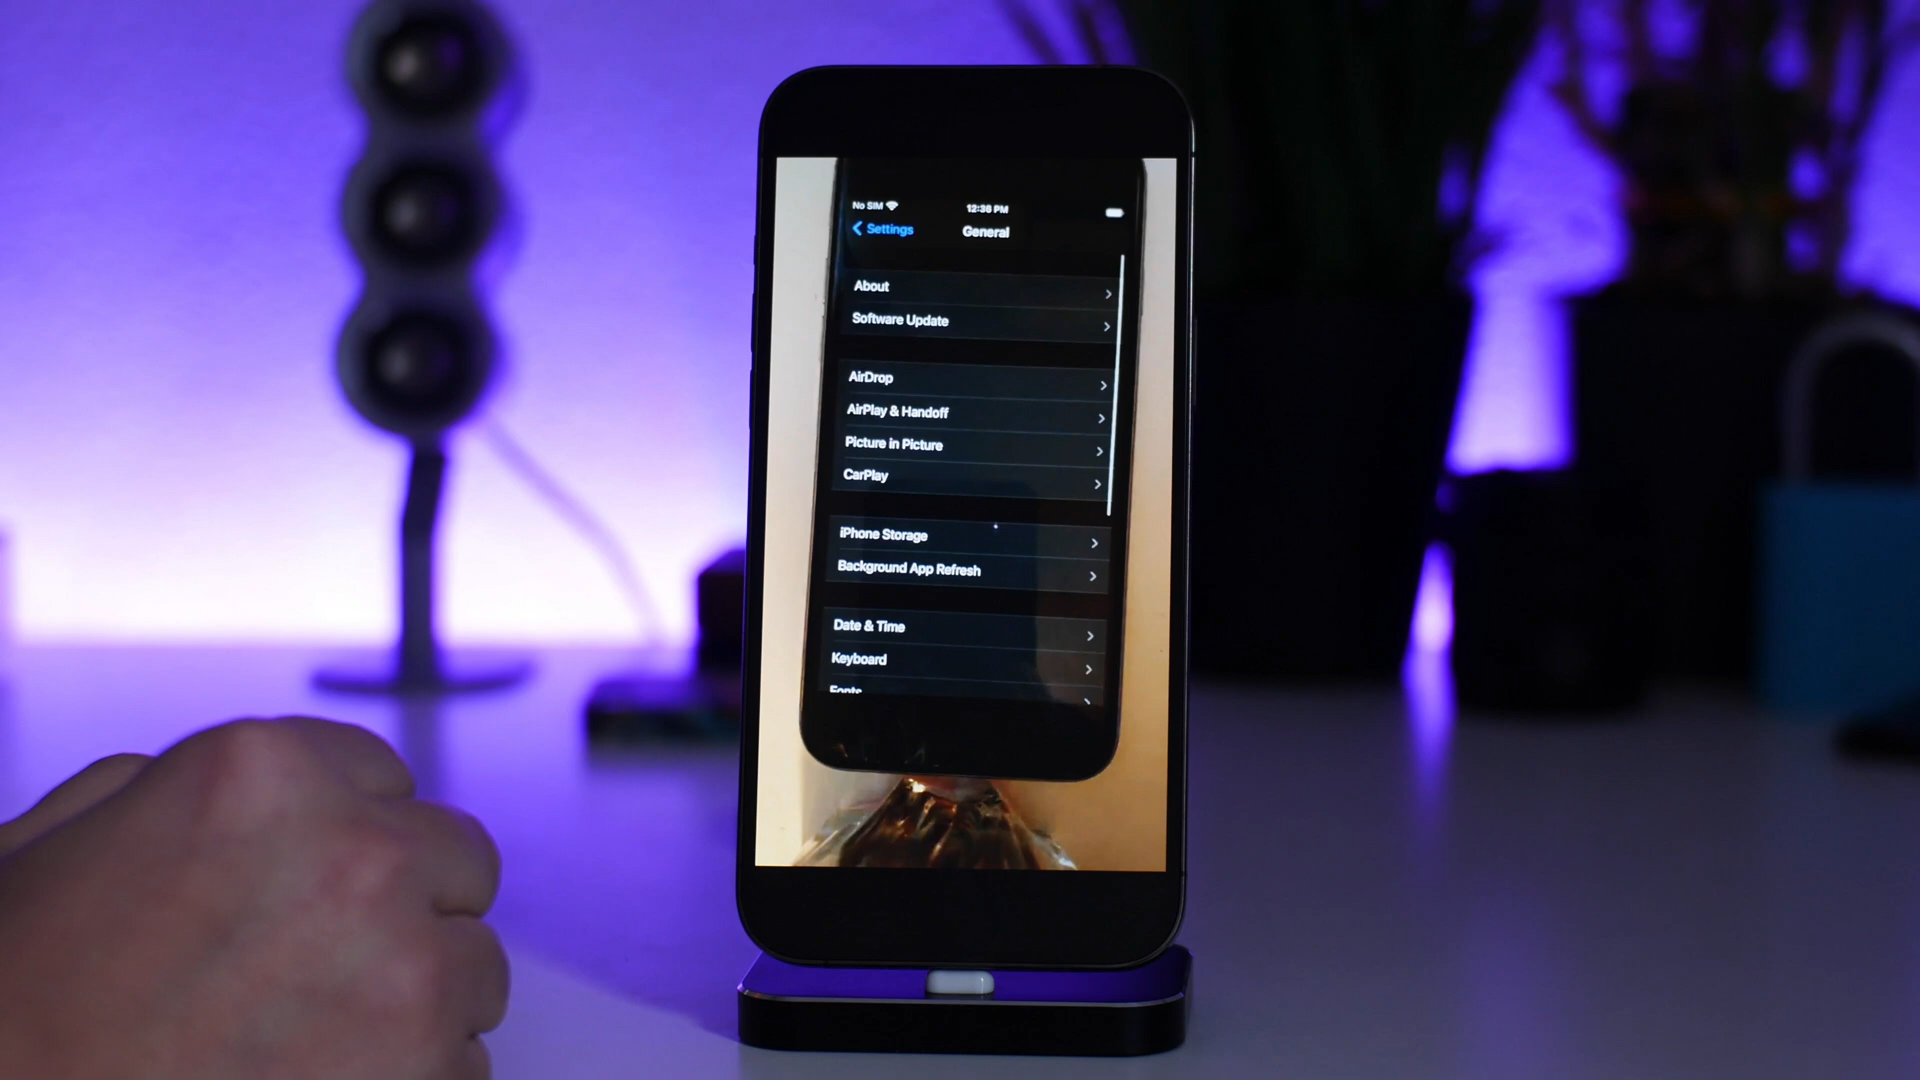 No SIM 12:36 PM
Settings General
About
Software Update
AirDrop
AirPlay & Handoff
Picture in Picture
CarPlay
iPhone Storage
Background App Refresh
Date & Time
Keyboard
Fonts